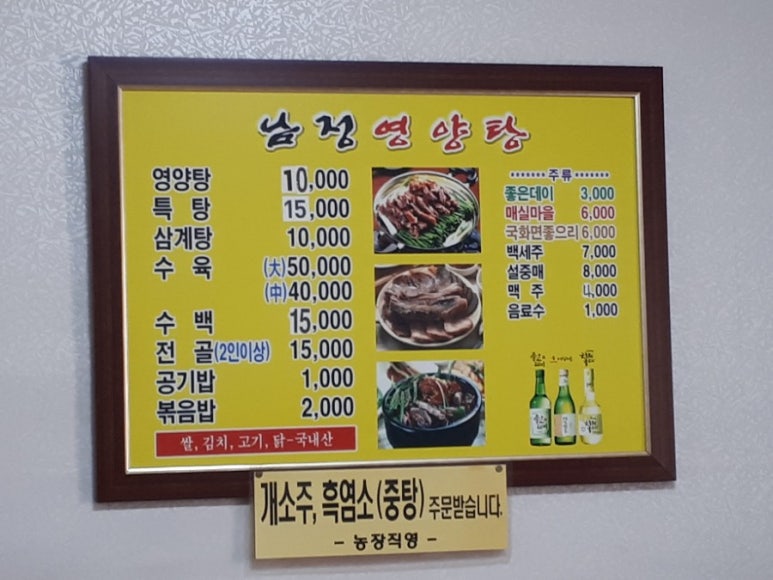 남정영양탕
영양탕 10,000
특탕 15,000
삼계탕 10,000
수육 (大)50,000
(中)40,000
수백 15,000
전골(2인이상) 15,000
공기밥 1,000
볶음밥 2,000
쌀, 김치, 고기, 닭-국내산
주류
좋은데이 3,000
매실마을 6,000
국화면좋으리 6,000
백세주 7,000
설중매 8,000
맥주 4,000
음료수 1,000
개소주, 흑염소(중탕) 주문받습니다.
- 농장직영 -